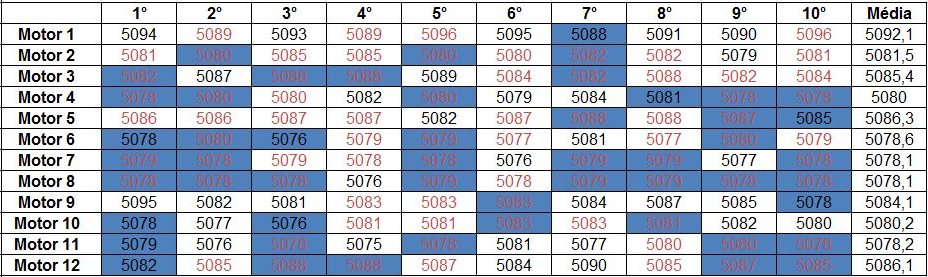 1° 2° 3° 4° 5° 6° 7° 8° 9° 10° Média
Motor 1 5094 5089 5093 5089 5096 5095 5088 5091 5090 5096 5092,1
Motor 2 5081 5080 5085 5085 5080 5080 5082 5082 5079 5081 5081,5
Motor 3 5082 5087 5088 5088 5089 5084 5082 5088 5082 5084 5085,4
Motor 4 5078 5080 5080 5082 5080 5079 5084 5081 5078 5078 5080
Motor 5 5086 5086 5087 5087 5082 5087 5088 5088 5087 5085 5086,3
Motor 6 5078 5080 5076 5079 5079 5077 5081 5077 5080 5079 5078,6
Motor 7 5079 5078 5079 5078 5078 5076 5079 5079 5077 5078 5078,1
Motor 8 5078 5078 5078 5076 5079 5078 5079 5079 5078 5078 5078,1
Motor 9 5095 5082 5081 5083 5083 5083 5084 5087 5085 5078 5084,1
Motor 10 5078 5077 5076 5081 5081 5083 5083 5081 5082 5080 5080,2
Motor 11 5079 5076 5078 5075 5078 5081 5077 5080 5080 5078 5078,2
Motor 12 5082 5085 5088 5088 5087 5084 5090 5085 5087 5085 5086,1